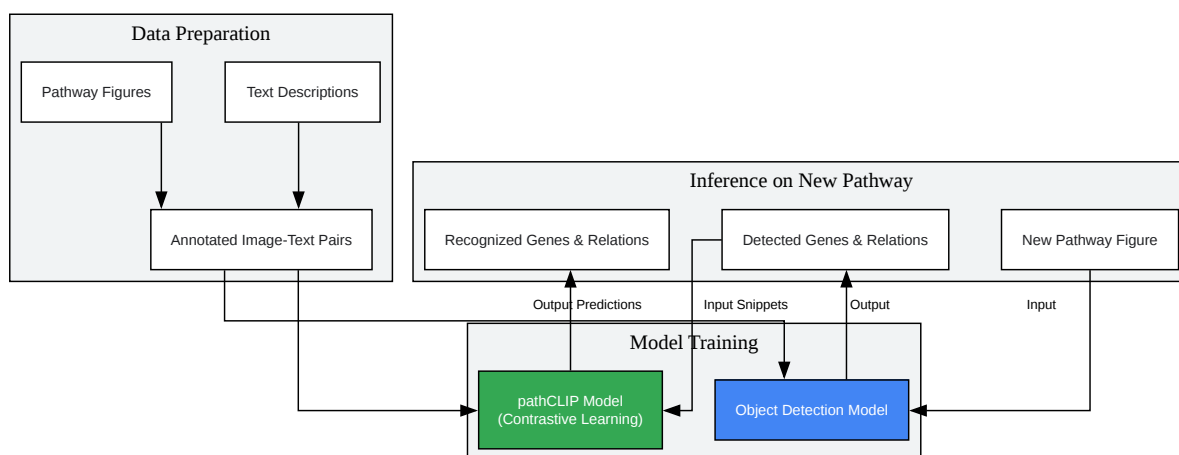 Data Preparation
Pathway Figures
Text Descriptions
Annotated Image-Text Pairs
Inference on New Pathway
Recognized Genes & Relations
Detected Genes & Relations
New Pathway Figure
Output Predictions
Input Snippets
Output
Input
Model Training
pathCLIP Model
(Contrastive Learning)
Object Detection Model